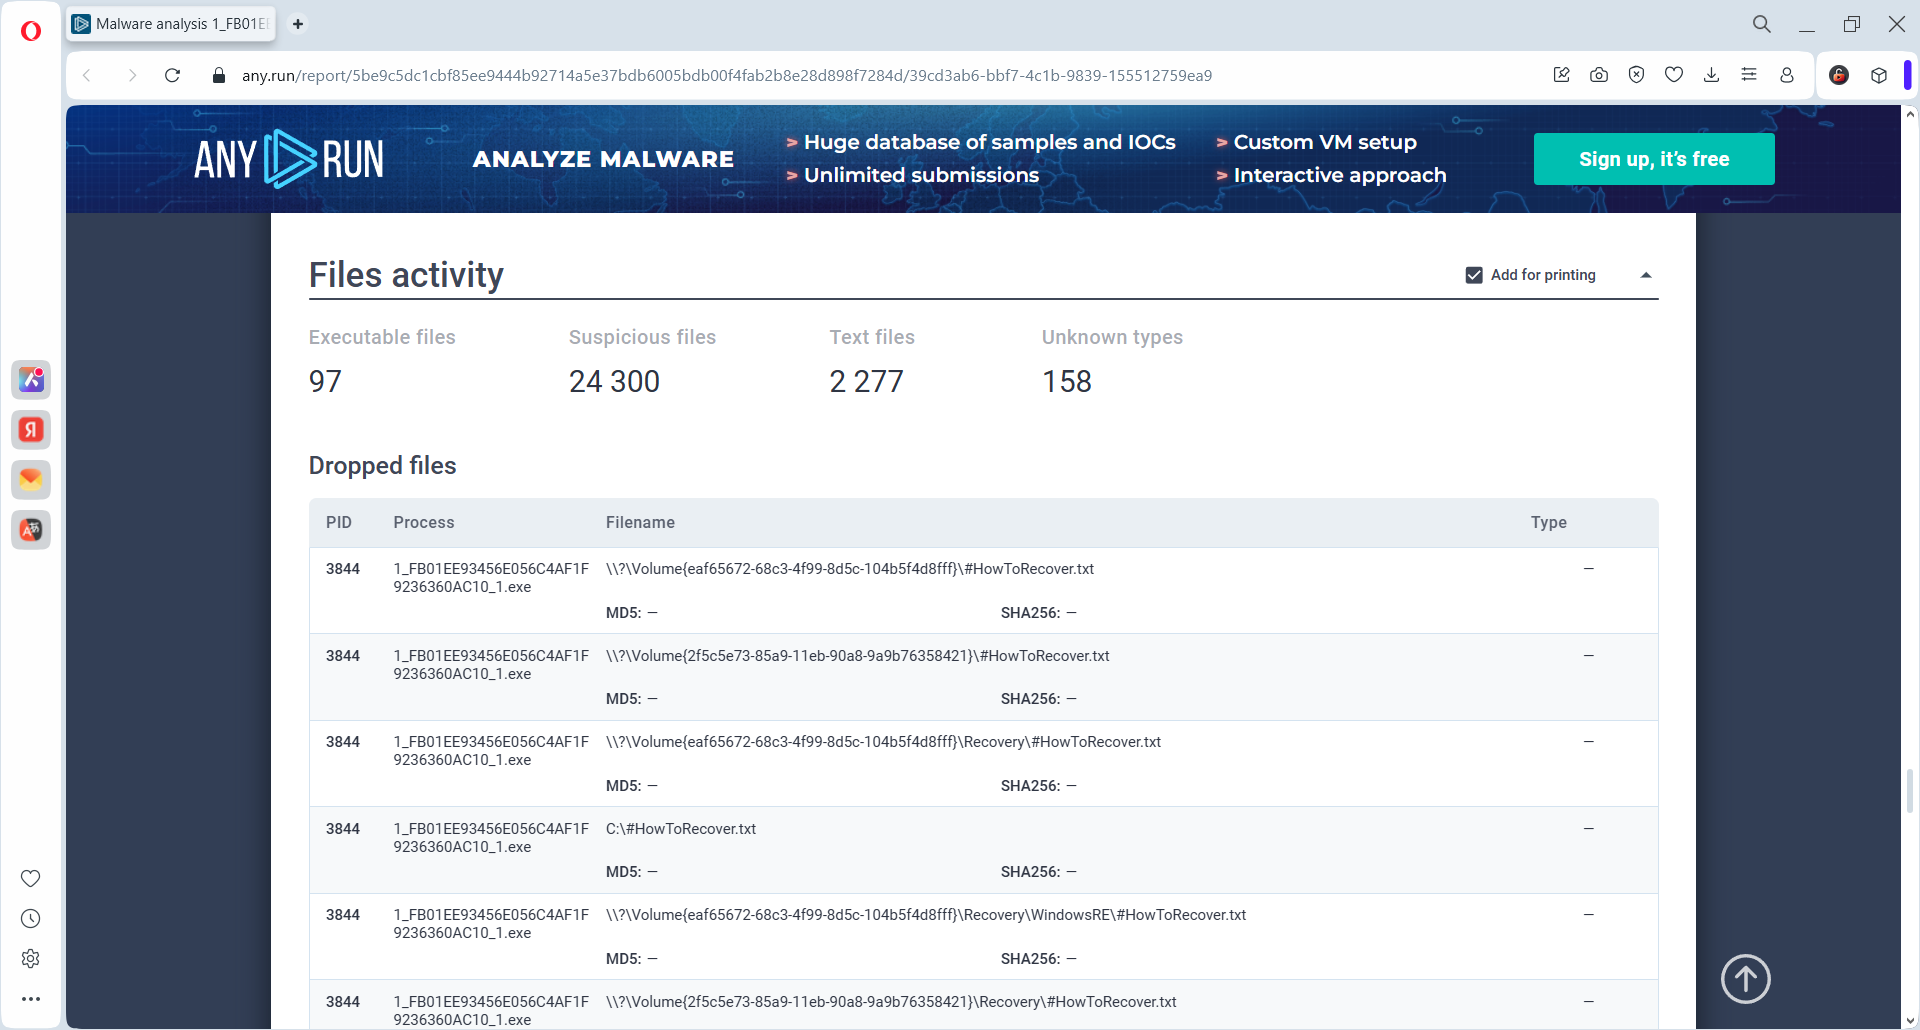 Malware analysis 1_FB01E
any.run/report/5be9c5dc1cbf85ee9444b92714a5e37bdb6005bdb00f4fab2b8e28d898f7284d/39cd3ab6-bbf7-4c1b-9839-155512759ea9
ANY RUN
ANALYZE MALWARE
> Huge database of samples and IOCs
> Unlimited submissions
> Custom VM setup
> Interactive approach
Sign up, it's free
Files activity
Add for printing
Executable files Suspicious files Text files Unknown types
97 24 300 2 277 158
Dropped files
PID Process Filename Type
3844 1_FB01EE93456E056C4AF1F \\?\Volume{eaf65672-68c3-4f99-8d5c-104b5f4d8fff}\#HowToRecover.txt —
9236360AC10_1.exe
MD5: — SHA256: —
3844 1_FB01EE93456E056C4AF1F \\?\Volume{2f5c5e73-85a9-11eb-90a8-9a9b76358421}\#HowToRecover.txt —
9236360AC10_1.exe
MD5: — SHA256: —
3844 1_FB01EE93456E056C4AF1F \\?\Volume{eaf65672-68c3-4f99-8d5c-104b5f4d8fff}\Recovery\#HowToRecover.txt —
9236360AC10_1.exe
MD5: — SHA256: —
3844 1_FB01EE93456E056C4AF1F C:\#HowToRecover.txt —
9236360AC10_1.exe
MD5: — SHA256: —
3844 1_FB01EE93456E056C4AF1F \\?\Volume{eaf65672-68c3-4f99-8d5c-104b5f4d8fff}\Recovery\WindowsRE\#HowToRecover.txt —
9236360AC10_1.exe
MD5: — SHA256: —
3844 1_FB01EE93456E056C4AF1F \\?\Volume{2f5c5e73-85a9-11eb-90a8-9a9b76358421}\Recovery\#HowToRecover.txt —
9236360AC10_1.exe